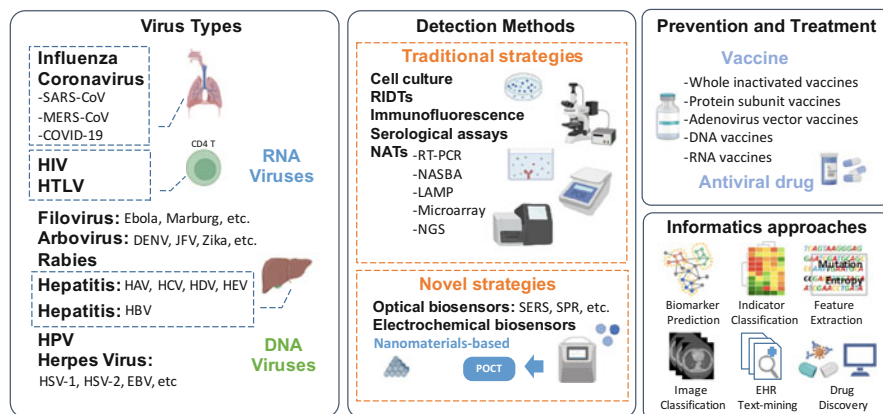 Virus Types
Influenza
Coronavirus
-SARS-CoV
-MERS-CoV
-COVID-19
CD4 T
HIV
HTLV
RNA
Viruses
Filovirus: Ebola, Marburg, etc.
Arbovirus: DENV, JFV, Zika, etc.
Rabies
Hepatitis: HAV, HCV, HDV, HEV
Hepatitis: HBV
HPV
Herpes Virus:
HSV-1, HSV-2, EBV, etc
DNA
Viruses
Detection Methods
Traditional strategies
Cell culture
RIDTs
Immunofluorescence
Serological assays
NATs
-RT-PCR
-NASBA
-LAMP
-Microarray
-NGS
Novel strategies
Optical biosensors: SERS, SPR, etc.
Electrochemical biosensors
Nanomaterials-based
POCT
Prevention and Treatment
Vaccine
-Whole inactivated vaccines
-Protein subunit vaccines
-Adenovirus vector vaccines
-DNA vaccines
-RNA vaccines
Antiviral drug
Informatics approaches
Mutation
Entropy
Biomarker
Prediction
Indicator
Classification
Feature
Extraction
Image
Classification
EHR
Text-mining
Drug
Discovery